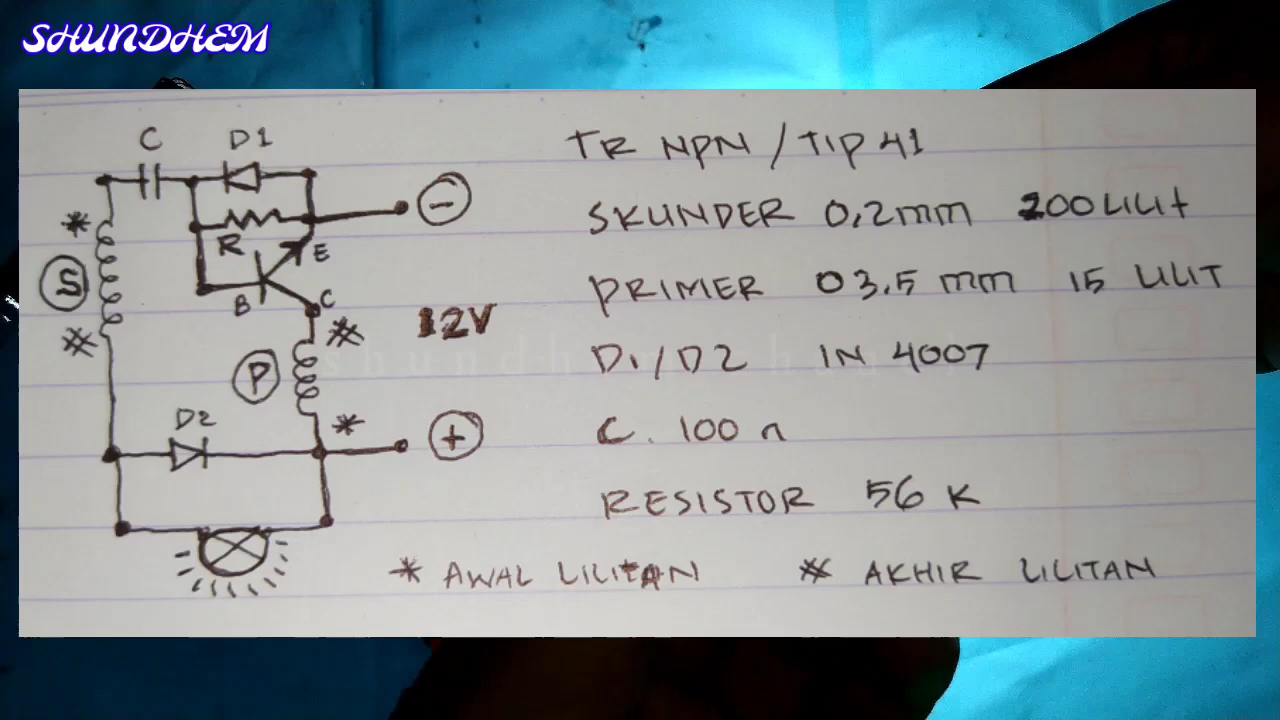 SHUNDHEM
C D1
TR NPN / TIP 41
-
*
SKUNDER 0,2mm 200 LILIT
R
E
S
PRIMER 0 3.5 mm 15 LILIT
B
C
12V
P
D1/D2 IN 4007
D2
*
+
C. 100 n
RESISTOR 56 K
* AWAL LILITAN ⁎ AKHIR LILITAN